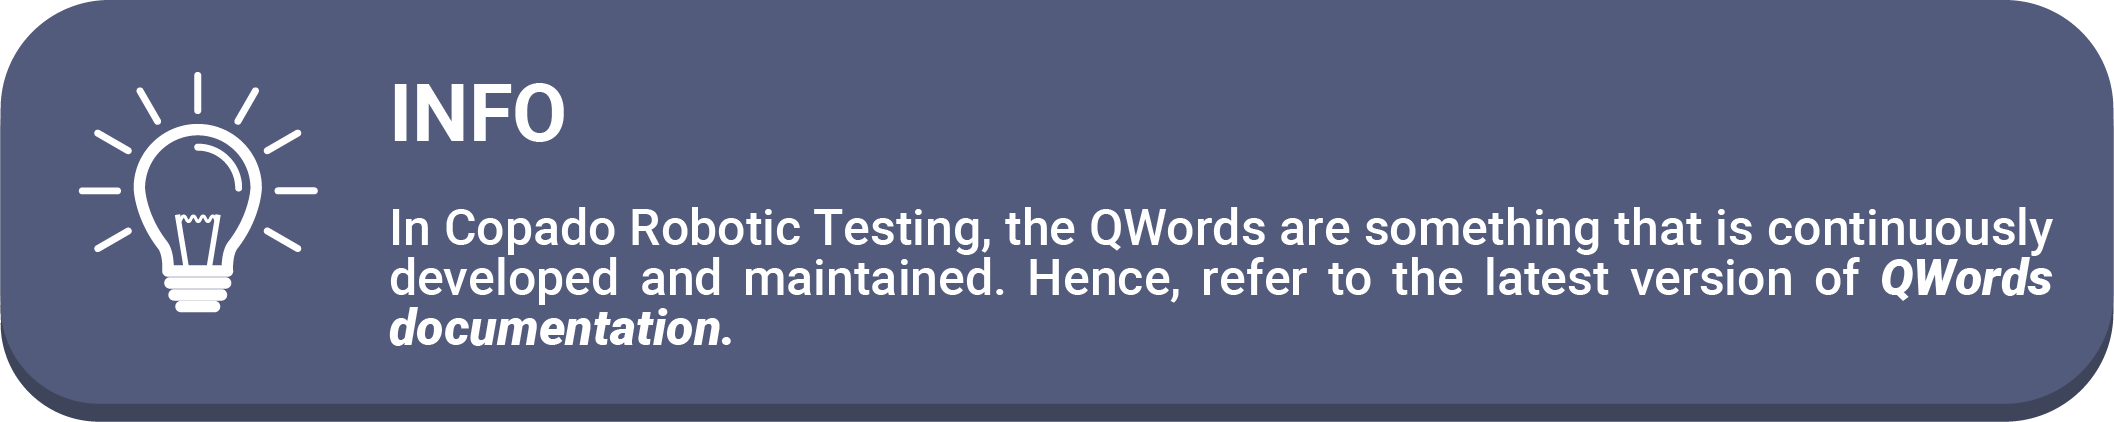 INFO
In Copado Robotic Testing, the QWords are something that is continuously
developed and maintained. Hence, refer to the latest version of QWords
documentation.